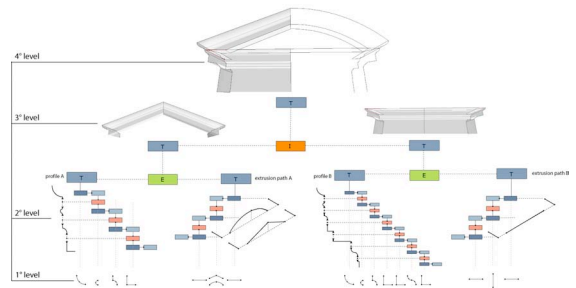 4° level
T
3° level
T
I
T
profile A
T
E
T
extrusion path A
profile B
T
E
T
extrusion path B
2° level
1° level